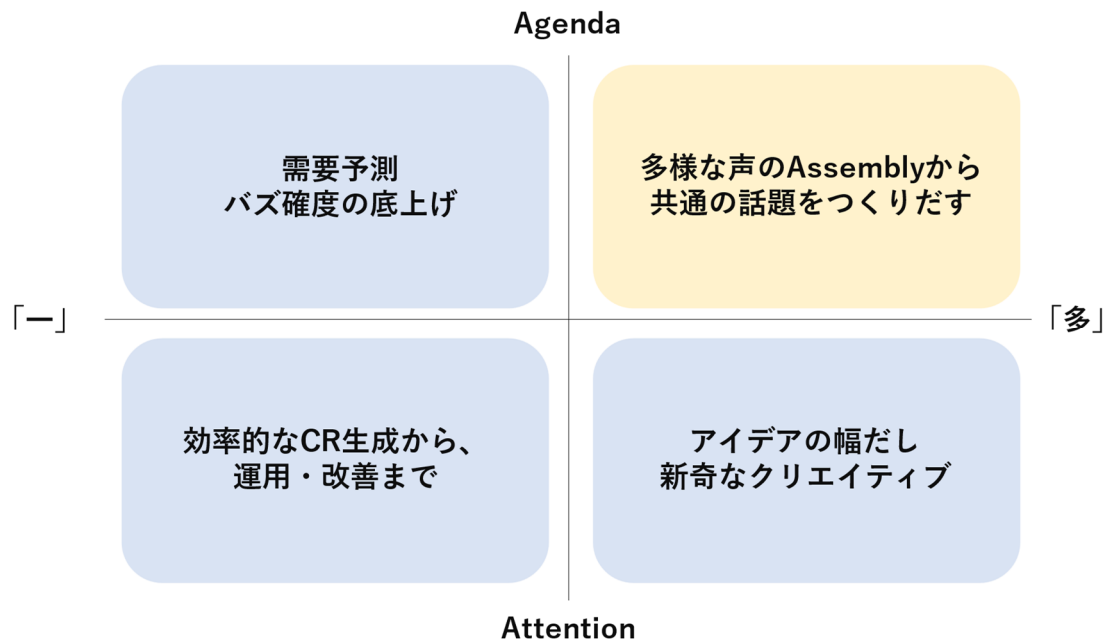 Agenda
需要予測
バズ確度の底上げ
多様な声のAssemblyから
共通の話題をつくりだす
「一」
「多」
効率的なCR生成から、
運用・改善まで
アイデアの幅だし
新奇なクリエイティブ
Attention